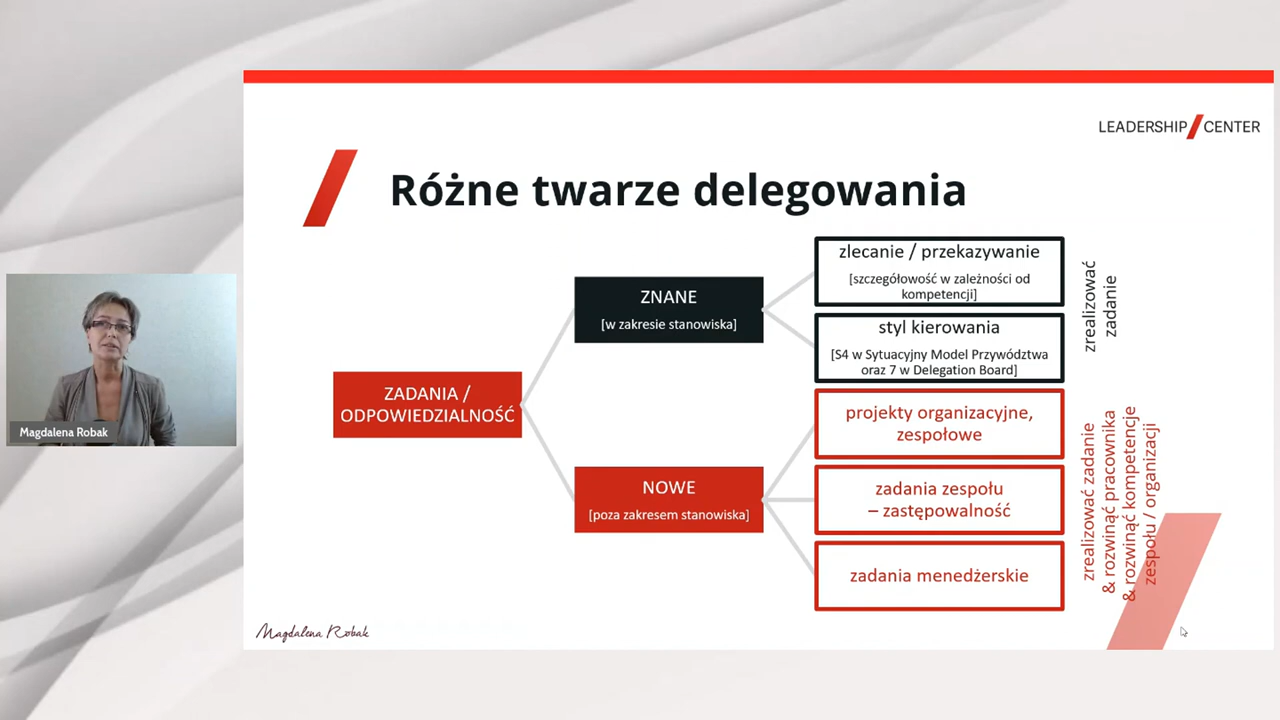 LEADERSHIP/CENTER
Różne twarze delegowania
ZADANIA /
ODPOWIEDZIALNOŚĆ
ZNANE
[w zakresie stanowiska]
zlecanie / przekazywanie
[szczegółowość w zależności od
kompetencji]
styl kierowania
[S4 w Sytuacyjny Model Przywództwa
oraz 7 w Delegation Board]
zrealizować
zadanie
NOWE
[poza zakresem stanowiska]
projekty organizacyjne,
zespołowe
zadania zespołu
– zastępowalność
zadania menedżerskie
zrealizować zadanie
& rozwinąć pracownika
& rozwinąć kompetencje
zespołu / organizacji
Magdalena Robak
Magdalena Robak